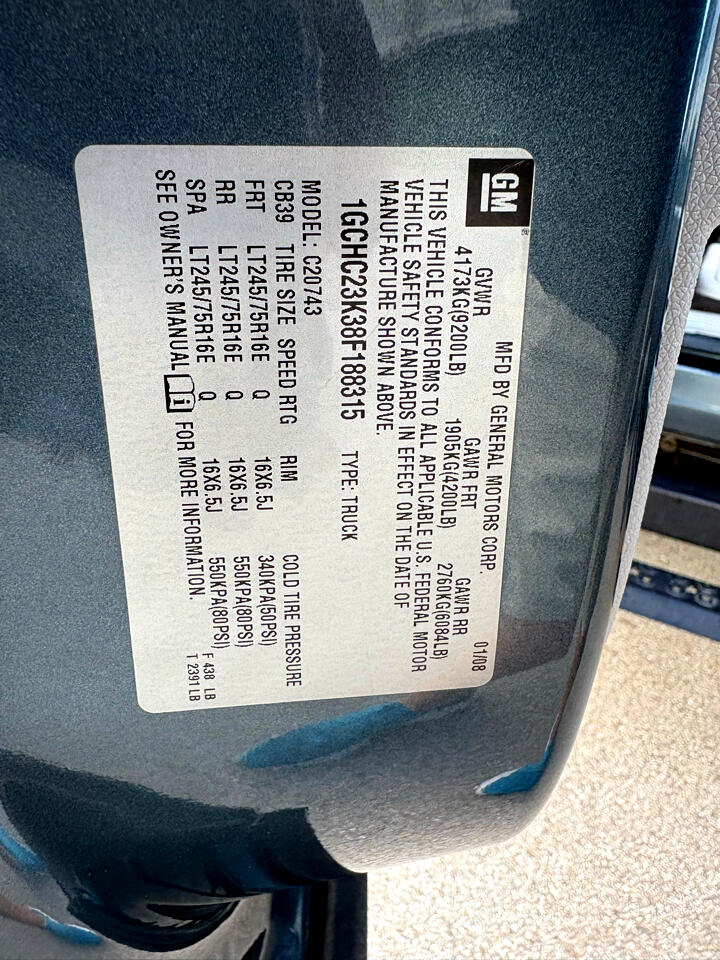 GM
MFD BY GENERAL MOTORS CORP. 01/08
GVWR GAWR FRT GAWR RR
4173KG(9200LB) 1905KG(4200LB) 2760KG(6084LB)
THIS VEHICLE CONFORMS TO ALL APPLICABLE U.S. FEDERAL MOTOR
VEHICLE SAFETY STANDARDS IN EFFECT ON THE DATE OF
MANUFACTURE SHOWN ABOVE.
1GCHC23K38F188315 TYPE: TRUCK
MODEL: C20743
CB39 TIRE SIZE SPEED RTG RIM COLD TIRE PRESSURE
FRT LT245/75R16E Q 16X6.5J 340KPA(50PSI)
RR LT245/75R16E Q 16X6.5J 550KPA(80PSI)
SPA LT245/75R16E Q 16X6.5J 550KPA(80PSI)
SEE OWNER'S MANUAL FOR MORE INFORMATION.
F 438 LB
T 2391 LB